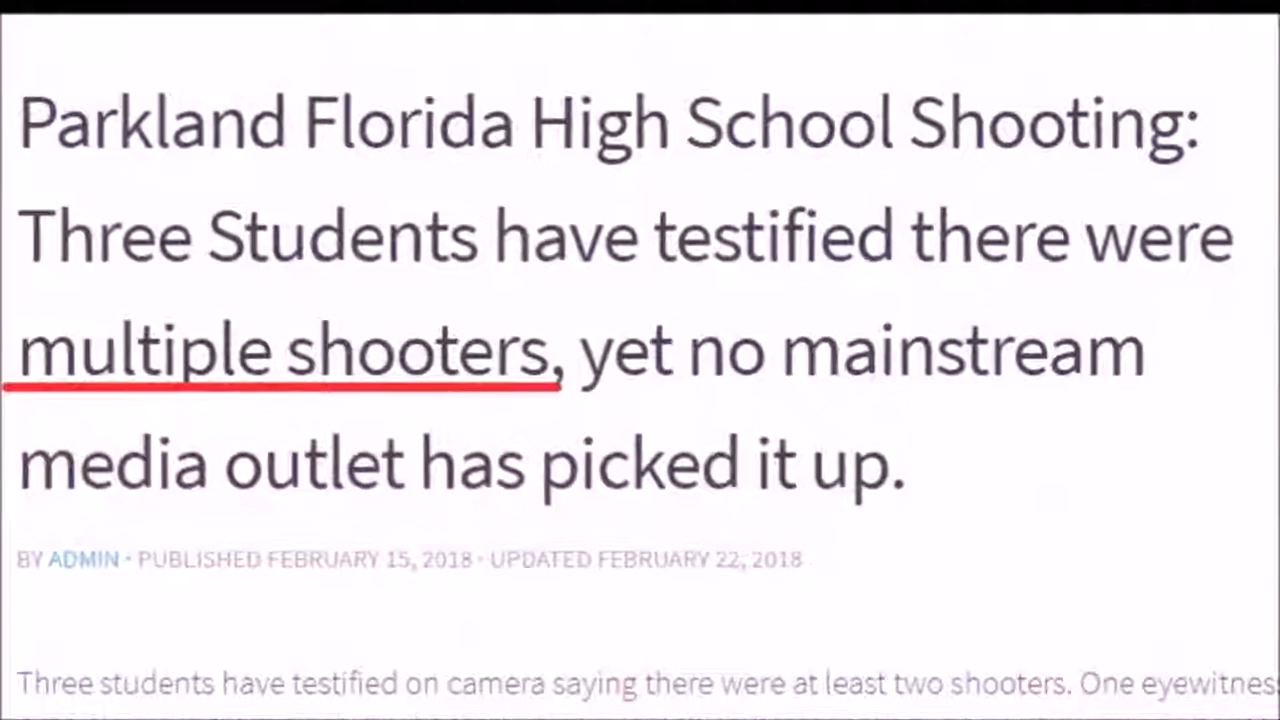 Parkland Florida High School Shooting:
Three Students have testified there were
multiple shooters, yet no mainstream
media outlet has picked it up.
BY ADMIN · PUBLISHED FEBRUARY 15, 2018 · UPDATED FEBRUARY 22, 2018
Three students have testified on camera saying there were at least two shooters. One eyewitnes